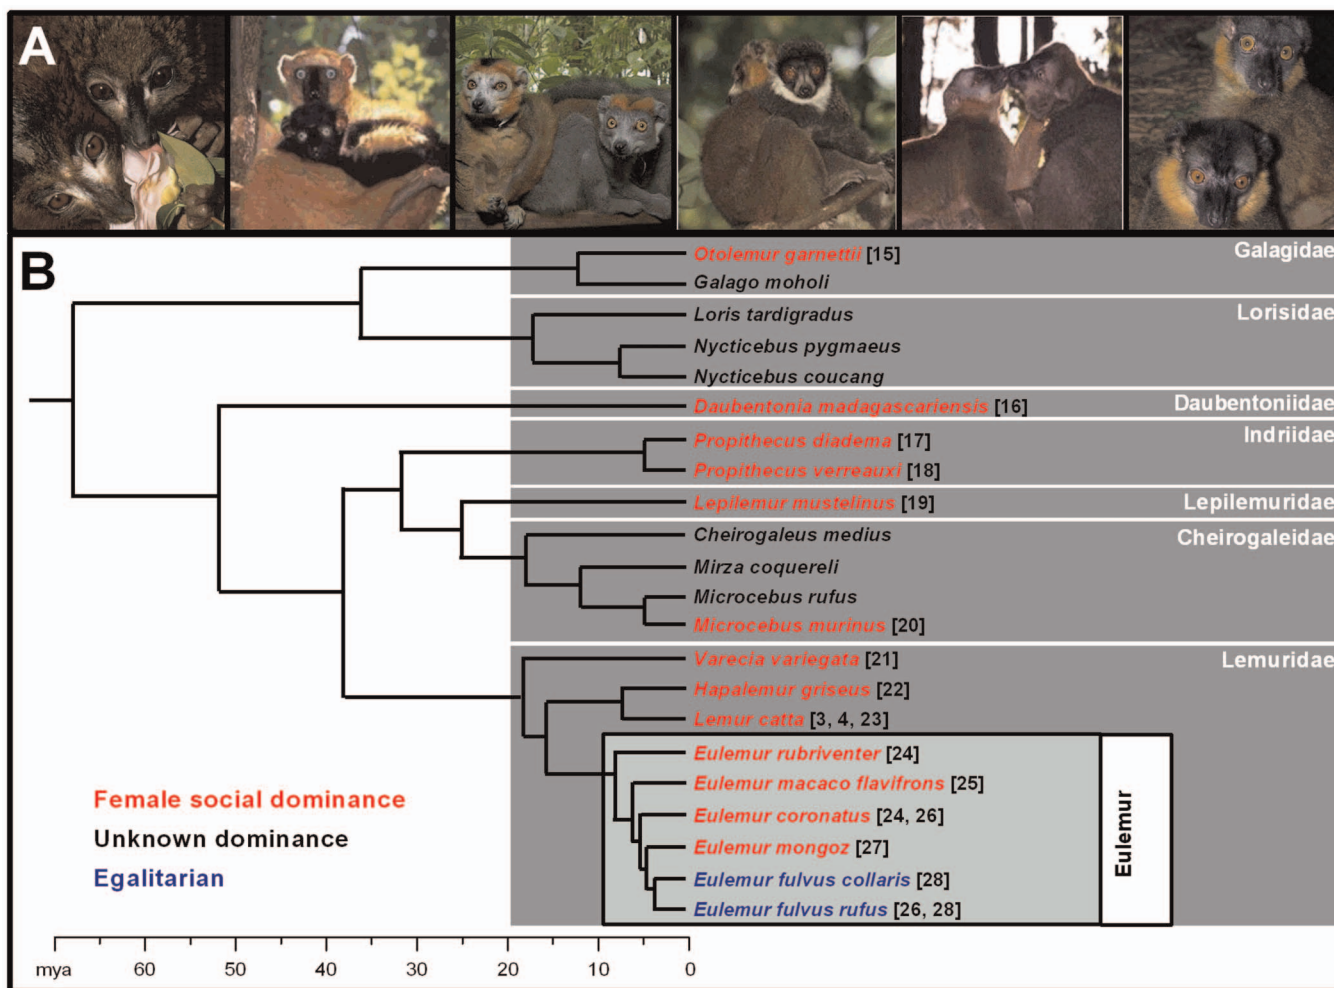 A
B
Otolemur garnettii [15]
Galagidae
Galago moholi
Loris tardigradus
Lorisidae
Nycticebus pygmaeus
Nycticebus coucang
Daubentonia madagascariensis [16]
Daubentoniidae
Propithecus diadema [17]
Indriidae
Propithecus verreauxi [18]
Lepilemur mustelinus [19]
Lepilemuridae
Cheirogaleus medius
Cheirogaleidae
Mirza coquereli
Microcebus rufus
Microcebus murinus [20]
Varecia variegata [21]
Lemuridae
Hapalemur griseus [22]
Lemur catta [3, 4, 23]
Eulemur rubriventer [24]
Eulemur macaco flavifrons [25]
Eulemur coronatus [24, 26]
Eulemur mongoz [27]
Eulemur fulvus collaris [28]
Eulemur fulvus rufus [26, 28]
Eulemur
Female social dominance
Unknown dominance
Egalitarian
mya 60 50 40 30 20 10 0